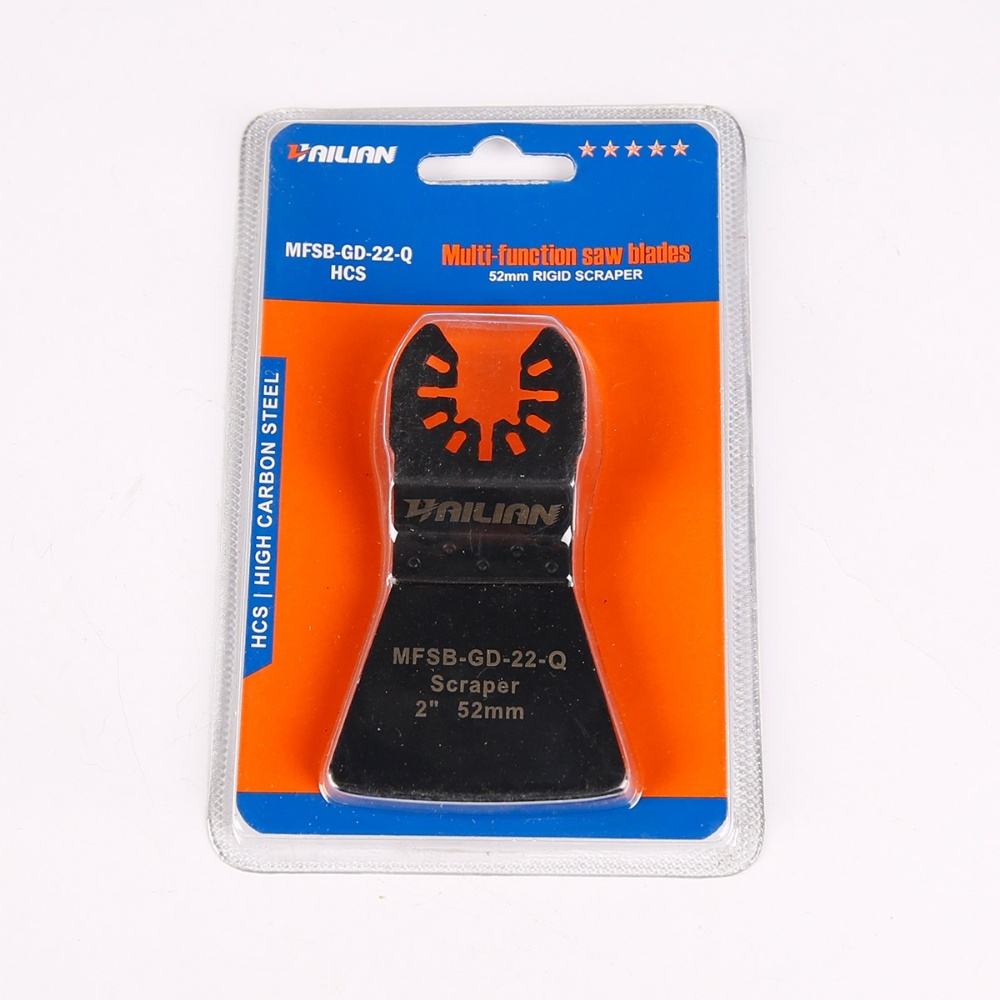 HAILIAN
MFSB-GD-22-Q
HCS
Multi-function saw blades
52mm RIGID SCRAPER
HCS | HIGH CARBON STEEL
HAILIAN
MFSB-GD-22-Q
Scraper
2" 52mm